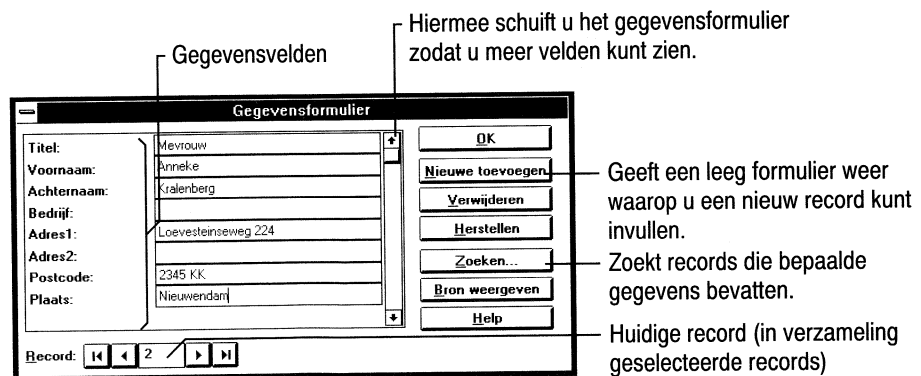 Hiermee schuift u het gegevensformulier
zodat u meer velden kunt zien.
Gegevensvelden
Gegevensformulier
Titel: Mevrouw
Voornaam: Anneke
Achternaam: Kralenberg
Bedrijf:
Adres1: Loevesteinseweg 224
Adres2:
Postcode: 2345 KK
Plaats: Nieuwendam
OK
Nieuwe toevoegen
Verwijderen
Herstellen
Zoeken...
Bron weergeven
Help
Record: 2
Geeft een leeg formulier weer
waarop u een nieuw record kunt
invullen.
Zoekt records die bepaalde
gegevens bevatten.
Huidige record (in verzameling
geselecteerde records)